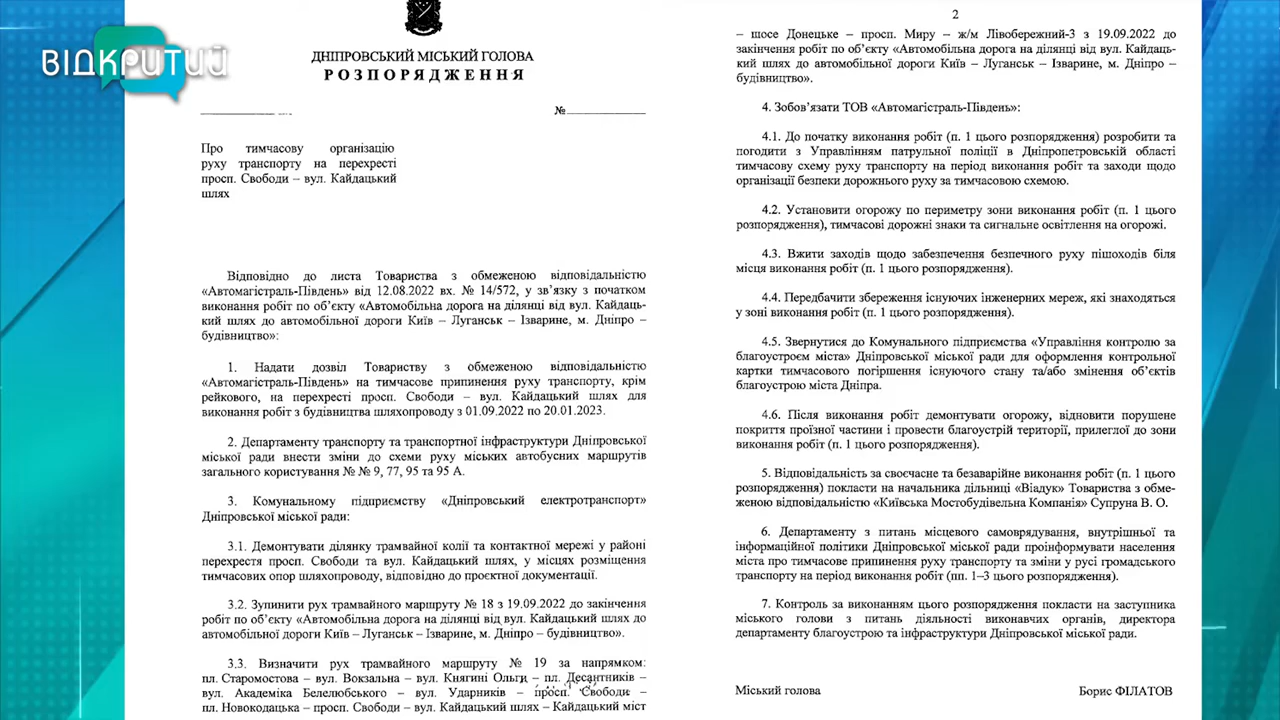 ВІДКРИТИЙ
ДНІПРОВСЬКИЙ МІСЬКИЙ ГОЛОВА
РОЗПОРЯДЖЕННЯ
№
Про тимчасову організацію
руху транспорту на перехресті
просп. Свободи – вул. Кайдацький
шлях
Відповідно до листа Товариства з обмеженою відповідальністю
«Автомагістраль-Південь» від 12.08.2022 вх. № 14/572, у зв’язку з початком
виконання робіт по об’єкту «Автомобільна дорога на ділянці від вул. Кайдаць-
кий шлях до автомобільної дороги Київ – Луганськ – Ізварине, м. Дніпро –
будівництво»:
1. Надати дозвіл Товариству з обмеженою відповідальністю
«Автомагістраль-Південь» на тимчасове припинення руху транспорту, крім
рейкового, на перехресті просп. Свободи – вул. Кайдацький шлях для
виконання робіт з будівництва шляхопроводу з 01.09.2022 по 20.01.2023.
2. Департаменту транспорту та транспортної інфраструктури Дніпровської
міської ради внести зміни до схеми руху міських автобусних маршрутів
загального користування № № 9, 77, 95 та 95 А.
3. Комунальному підприємству «Дніпровський електротранспорт»
Дніпровської міської ради:
3.1. Демонтувати ділянку трамвайної колії та контактної мережі у районі
перехрестя просп. Свободи та вул. Кайдацький шлях, у місцях розміщення
тимчасових опор шляхопроводу, відповідно до проєктної документації.
3.2. Зупинити рух трамвайного маршруту № 18 з 19.09.2022 до закінчення
робіт по об’єкту «Автомобільна дорога на ділянці від вул. Кайдацький шлях до
автомобільної дороги Київ – Луганськ – Ізварине, м. Дніпро – будівництво».
3.3. Визначити рух трамвайного маршруту № 19 за напрямком:
пл. Старомостова – вул. Вокзальна – вул. Княгині Ольги – пл. Десантників –
вул. Академіка Белелюбського – вул. Ударників – просп. Свободи –
пл. Новокодацька – просп. Свободи – вул. Кайдацький шлях – Кайдацький міст
2
– шосе Донецьке – просп. Миру – ж/м Лівобережний-3 з 19.09.2022 до
закінчення робіт по об’єкту «Автомобільна дорога на ділянці від вул. Кайдаць-
кий шлях до автомобільної дороги Київ – Луганськ – Ізварине, м. Дніпро –
будівництво».
4. Зобов’язати ТОВ «Автомагістраль-Південь»:
4.1. До початку виконання робіт (п. 1 цього розпорядження) розробити та
погодити з Управлінням патрульної поліції в Дніпропетровській області
тимчасову схему руху транспорту на період виконання робіт та заходи щодо
організації безпеки дорожнього руху за тимчасовою схемою.
4.2. Установити огорожу по периметру зони виконання робіт (п. 1 цього
розпорядження), тимчасові дорожні знаки та сигнальне освітлення на огорожі.
4.3. Вжити заходів щодо забезпечення безпечного руху пішоходів біля
місця виконання робіт (п. 1 цього розпорядження).
4.4. Передбачити збереження існуючих інженерних мереж, які знаходяться
у зоні виконання робіт (п. 1 цього розпорядження).
4.5. Звернутися до Комунального підприємства «Управління контролю за
благоустроєм міста» Дніпровської міської ради для оформлення контрольної
картки тимчасового погіршення існуючого стану та/або змінення об’єктів
благоустрою міста Дніпра.
4.6. Після виконання робіт демонтувати огорожу, відновити порушене
покриття проїзної частини і провести благоустрій території, прилеглої до зони
виконання робіт (п. 1 цього розпорядження).
5. Відповідальність за своєчасне та безаварійне виконання робіт (п. 1 цього
розпорядження) покласти на начальника дільниці «Віадук» Товариства з обме-
женою відповідальністю «Київська Мостобудівельна Компанія» Супруна В. О.
6. Департаменту з питань місцевого самоврядування, внутрішньої та
інформаційної політики Дніпровської міської ради проінформувати населення
міста про тимчасове припинення руху транспорту та зміни у русі громадського
транспорту на період виконання робіт (пп. 1–3 цього розпорядження).
7. Контроль за виконанням цього розпорядження покласти на заступника
міського голови з питань діяльності виконавчих органів, директора
департаменту благоустрою та інфраструктури Дніпровської міської ради.
Міський голова Борис ФІЛАТОВ